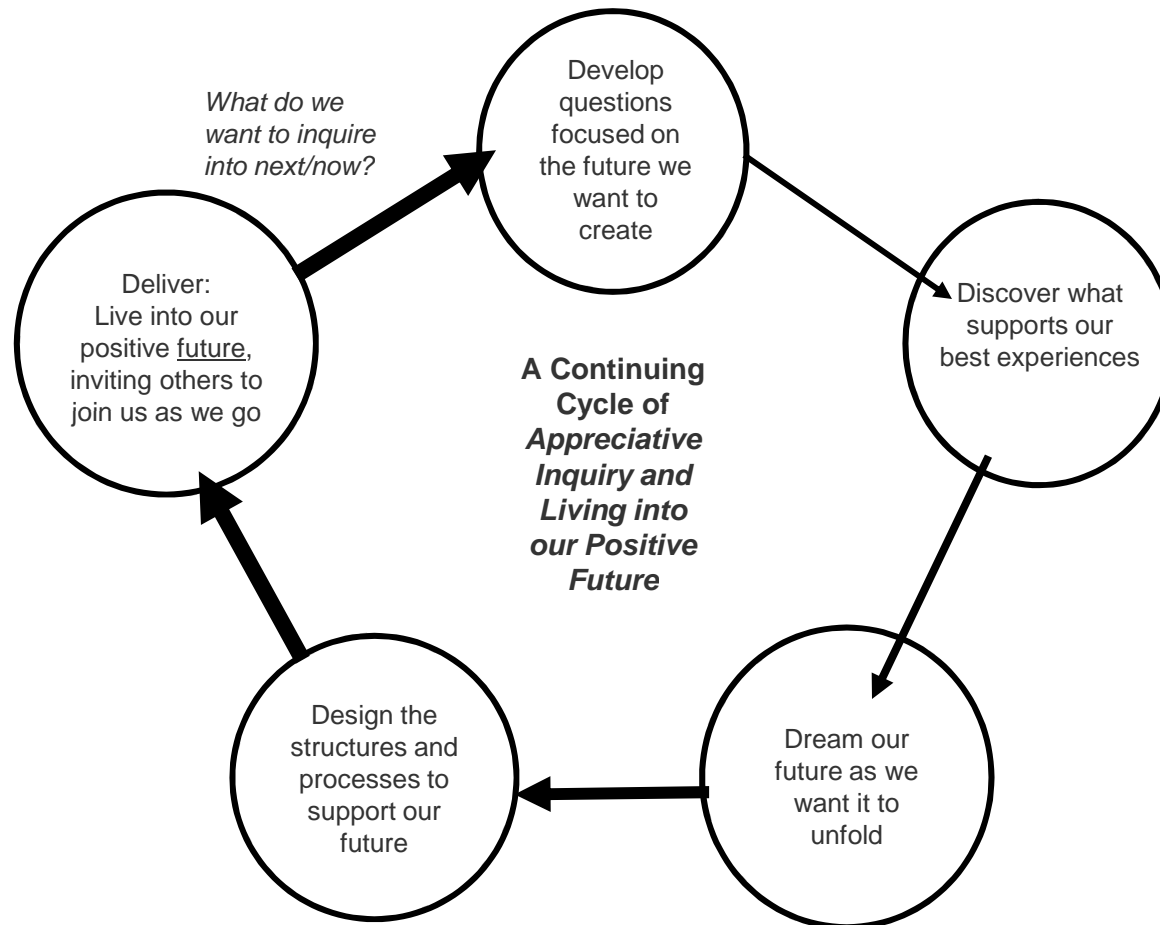 What do we
want to inquire
into next/now?
Develop
questions
focused on
the future we
want to
create
Discover what
supports our
best experiences
Dream our
future as we
want it to
unfold
Design the
structures and
processes to
support our
future
Deliver:
Live into our
positive future,
inviting others to
join us as we go
A Continuing
Cycle of
Appreciative
Inquiry and
Living into
our Positive
Future